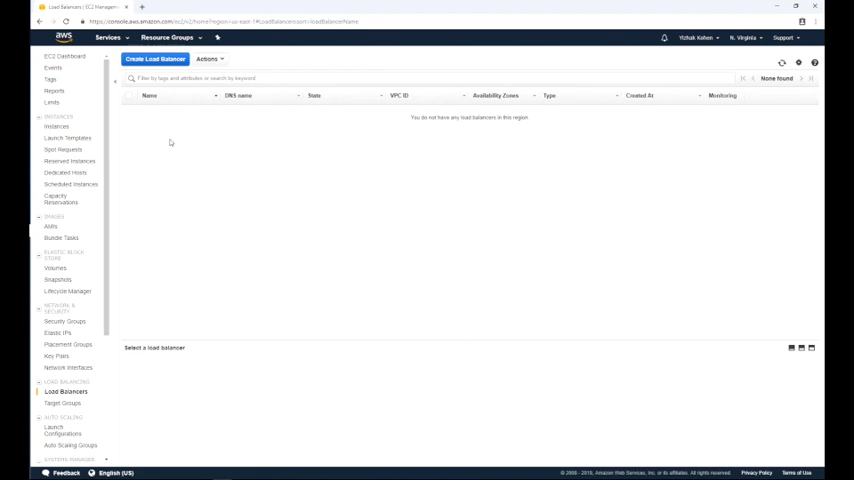 Load Balancers | EC2 Managem
https://console.aws.amazon.com/ec2/v2/home?region=us-east-1#LoadBalancers:sort=loadBalancerName
aws
Services
Resource Groups
Yizhak Kohen
N. Virginia
Support
EC2 Dashboard
Events
Tags
Reports
Limits
INSTANCES
Instances
Launch Templates
Spot Requests
Reserved Instances
Dedicated Hosts
Scheduled Instances
Capacity
Reservations
IMAGES
AMIs
Bundle Tasks
ELASTIC BLOCK
STORE
Volumes
Snapshots
Lifecycle Manager
NETWORK &
SECURITY
Security Groups
Elastic IPs
Placement Groups
Key Pairs
Network Interfaces
LOAD BALANCING
Load Balancers
Target Groups
AUTO SCALING
Launch
Configurations
Auto Scaling Groups
SYSTEMS MANAGER
Create Load Balancer
Actions
Filter by tags and attributes or search by keyword
None found
Name
DNS name
State
VPC ID
Availability Zones
Type
Created At
Monitoring
You do not have any load balancers in this region.
Select a load balancer
Feedback
English (US)
© 2008 - 2019, Amazon Web Services, Inc. or its affiliates. All rights reserved.
Privacy Policy
Terms of Use